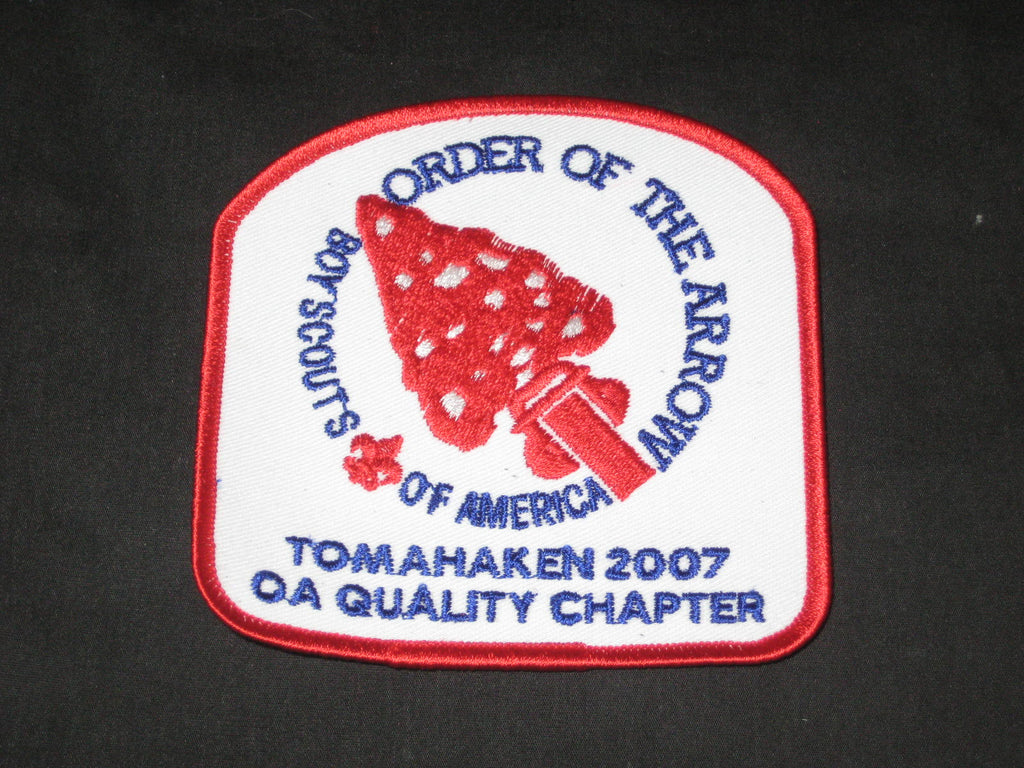 ORDER OF THE ARROW
BOY SCOUTS
OF AMERICA
TOMAHAKEN 2007
OA QUALITY CHAPTER